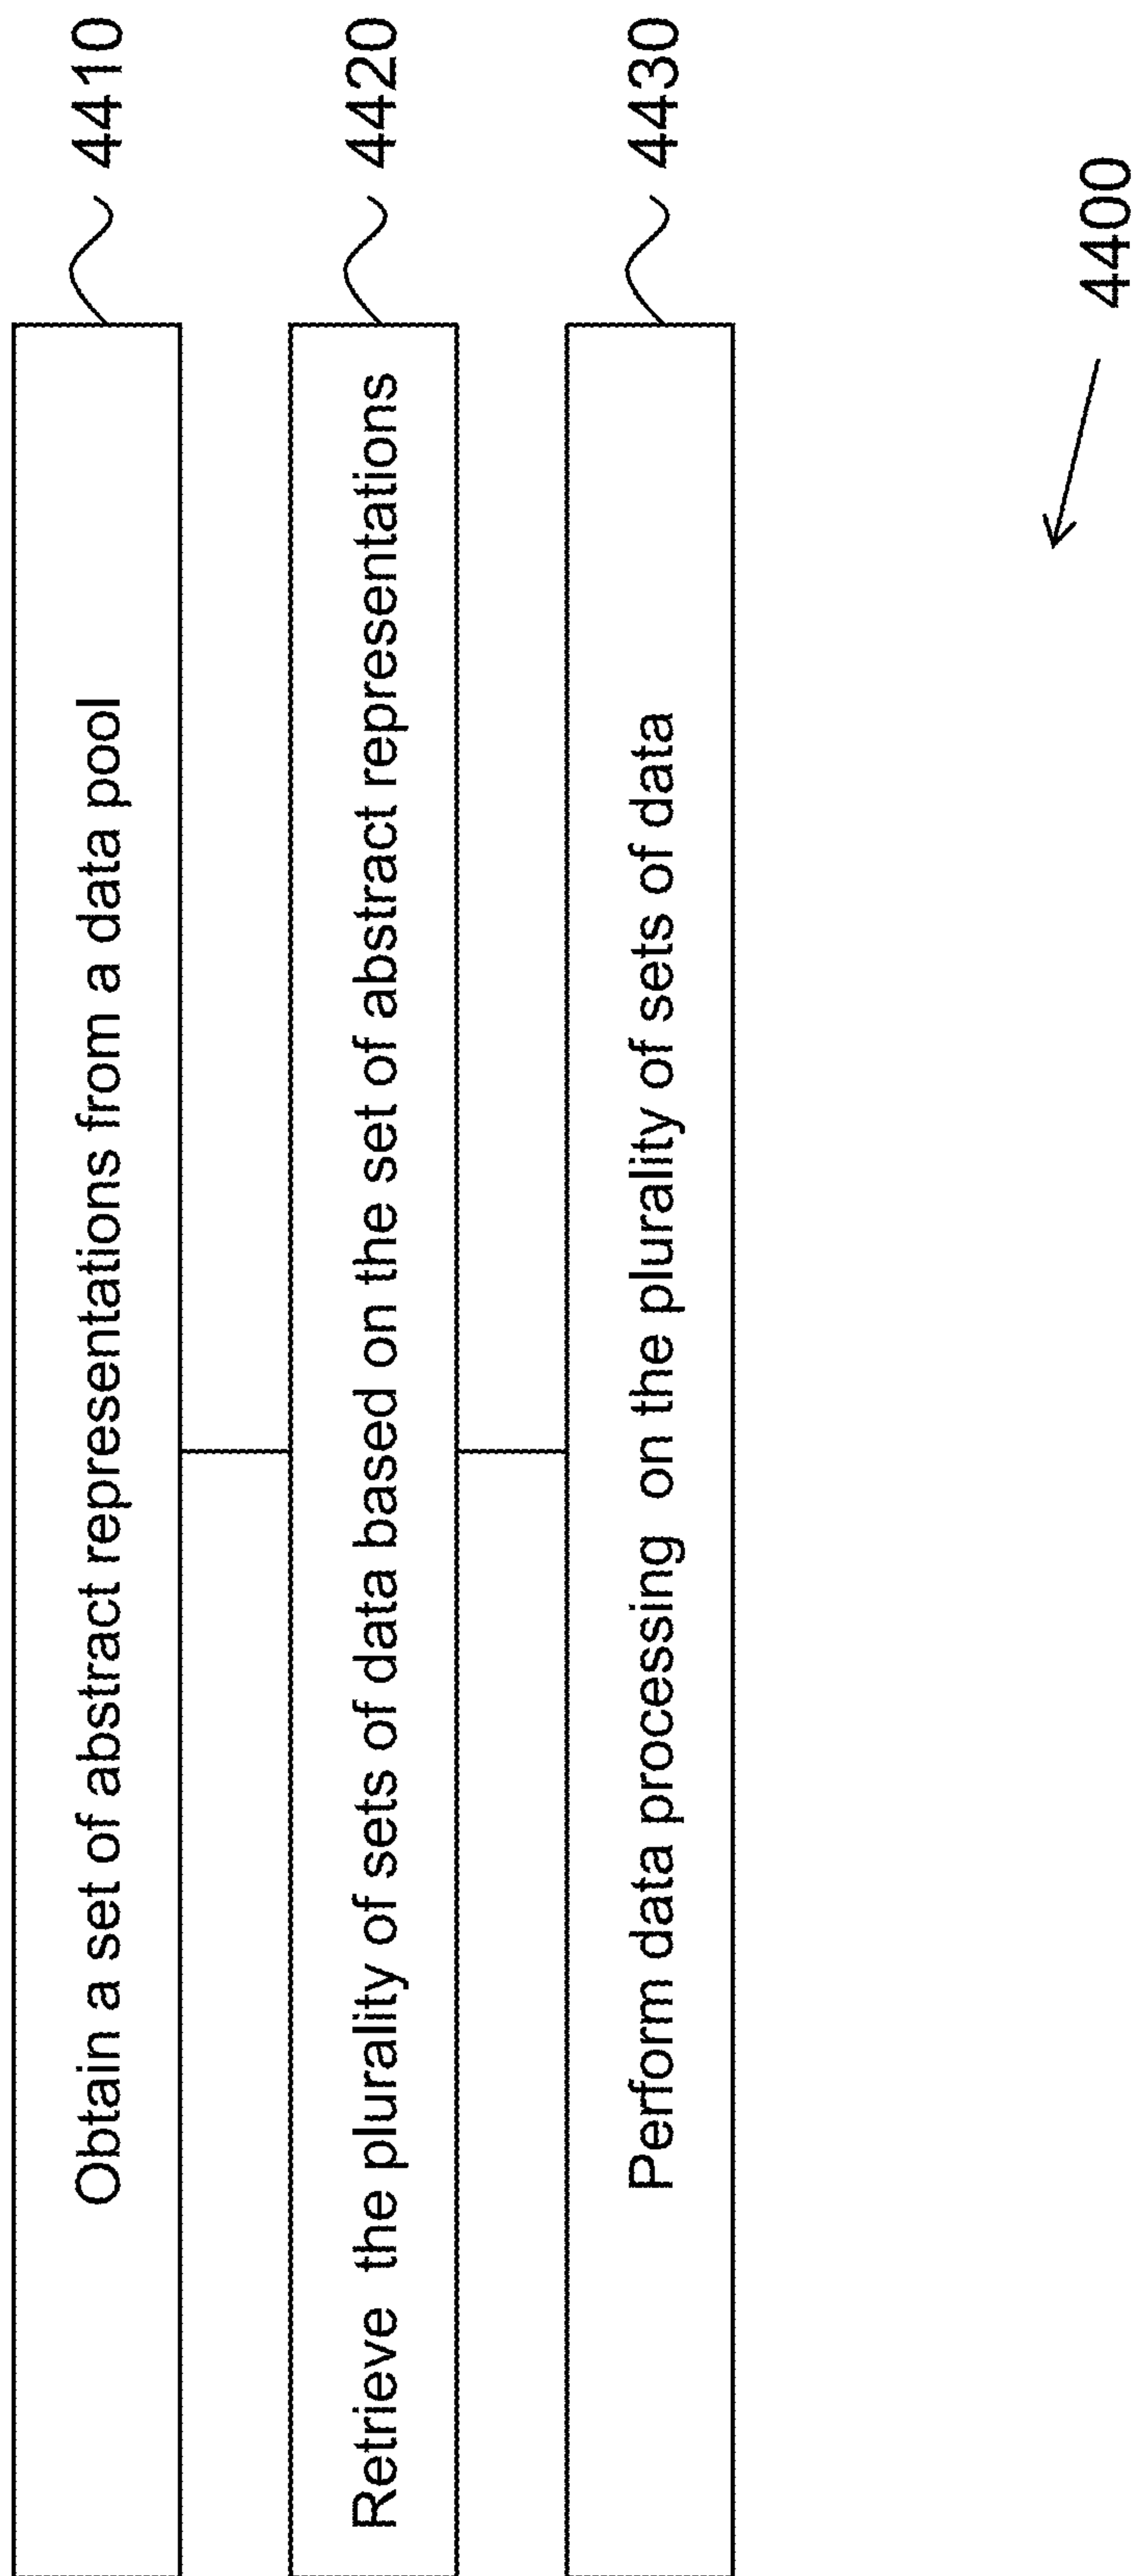 Obtain a set of abstract representations from a data pool
4410
Retrieve the plurality of sets of data based on the set of abstract representations
4420
Perform data processing on the plurality of sets of data
4430
4400